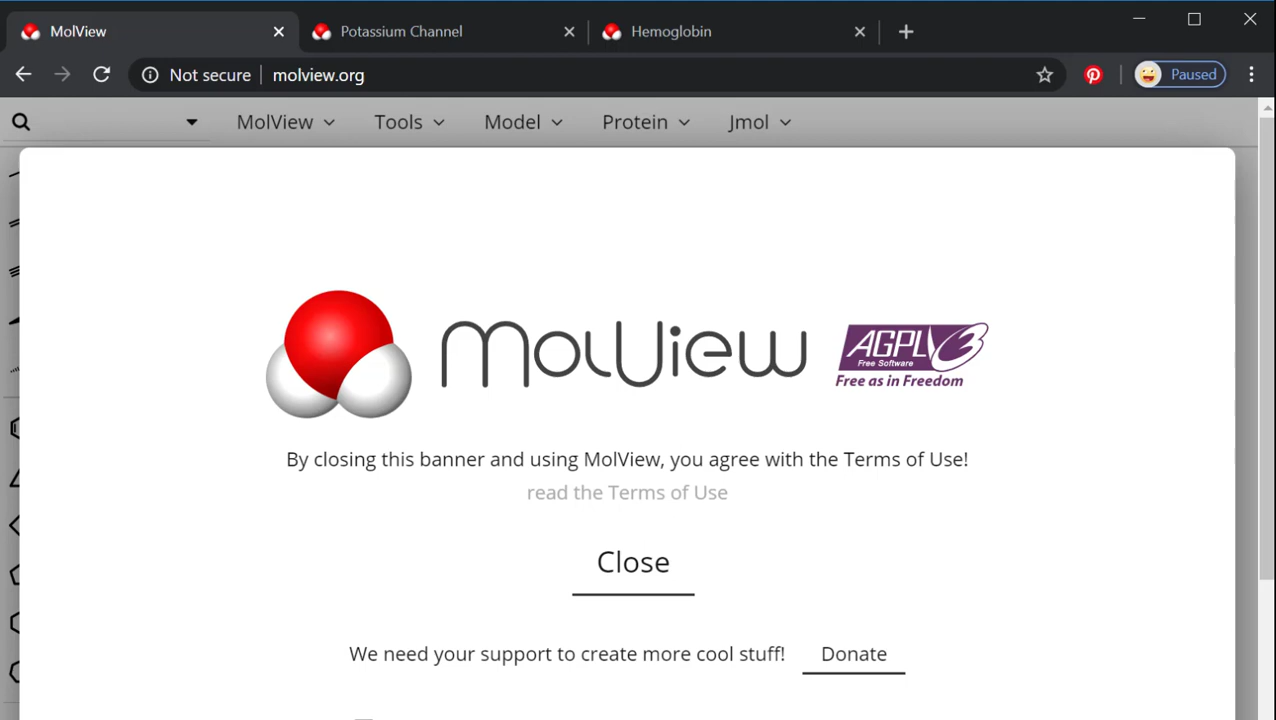 MolView
Potassium Channel
Hemoglobin
Not secure
molview.org
Paused
MolView
Tools
Model
Protein
Jmol
MolView
AGPLv3
Free Software
Free as in Freedom
By closing this banner and using MolView, you agree with the Terms of Use!
read the Terms of Use
Close
We need your support to create more cool stuff!
Donate